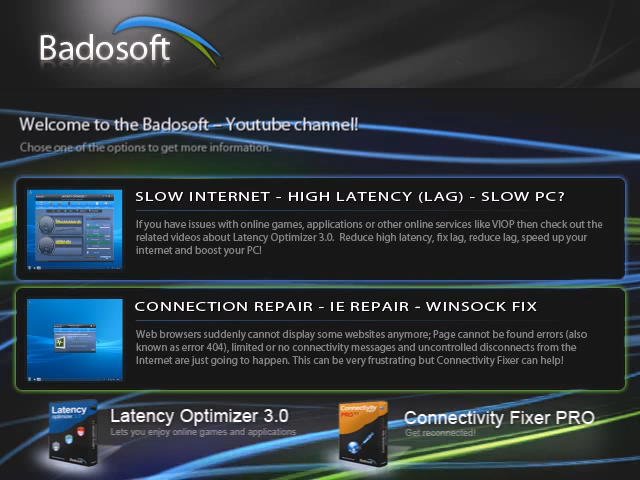 Badosoft
Welcome to the Badosoft – Youtube channel!
Chose one of the options to get more information.
SLOW INTERNET - HIGH LATENCY (LAG) - SLOW PC?
If you have issues with online games, applications or other online services like VIOP then check out the
related videos about Latency Optimizer 3.0. Reduce high latency, fix lag, reduce lag, speed up your
internet and boost your PC!
CONNECTION REPAIR - IE REPAIR - WINSOCK FIX
Web browsers suddenly cannot display some websites anymore; Page cannot be found errors (also
known as error 404), limited or no connectivity messages and uncontrolled disconnects from the
Internet are just going to happen. This can be very frustrating but Connectivity Fixer can help!
Latency
optimizer
Latency Optimizer 3.0
Lets you enjoy online games and applications
Connectivity
PRO
Connectivity Fixer PRO
Get reconnected!